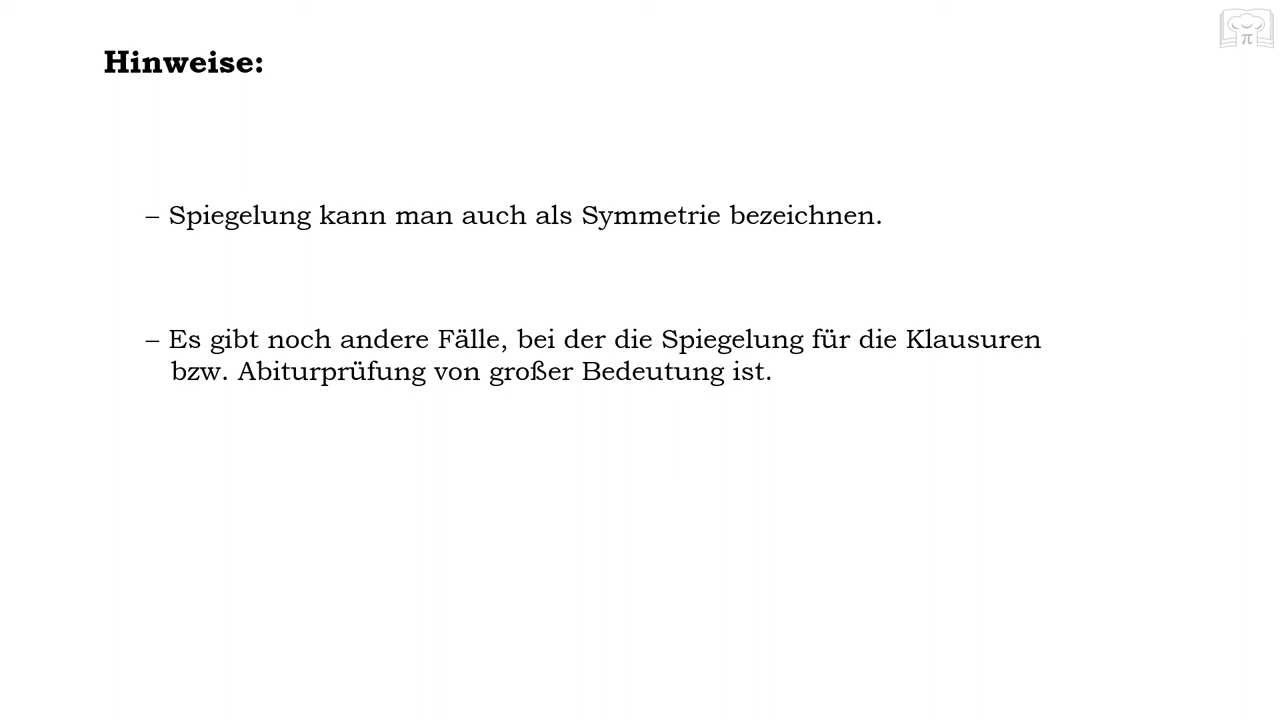 Hinweise:
– Spiegelung kann man auch als Symmetrie bezeichnen.
– Es gibt noch andere Fälle, bei der die Spiegelung für die Klausuren
bzw. Abiturprüfung von großer Bedeutung ist.
π